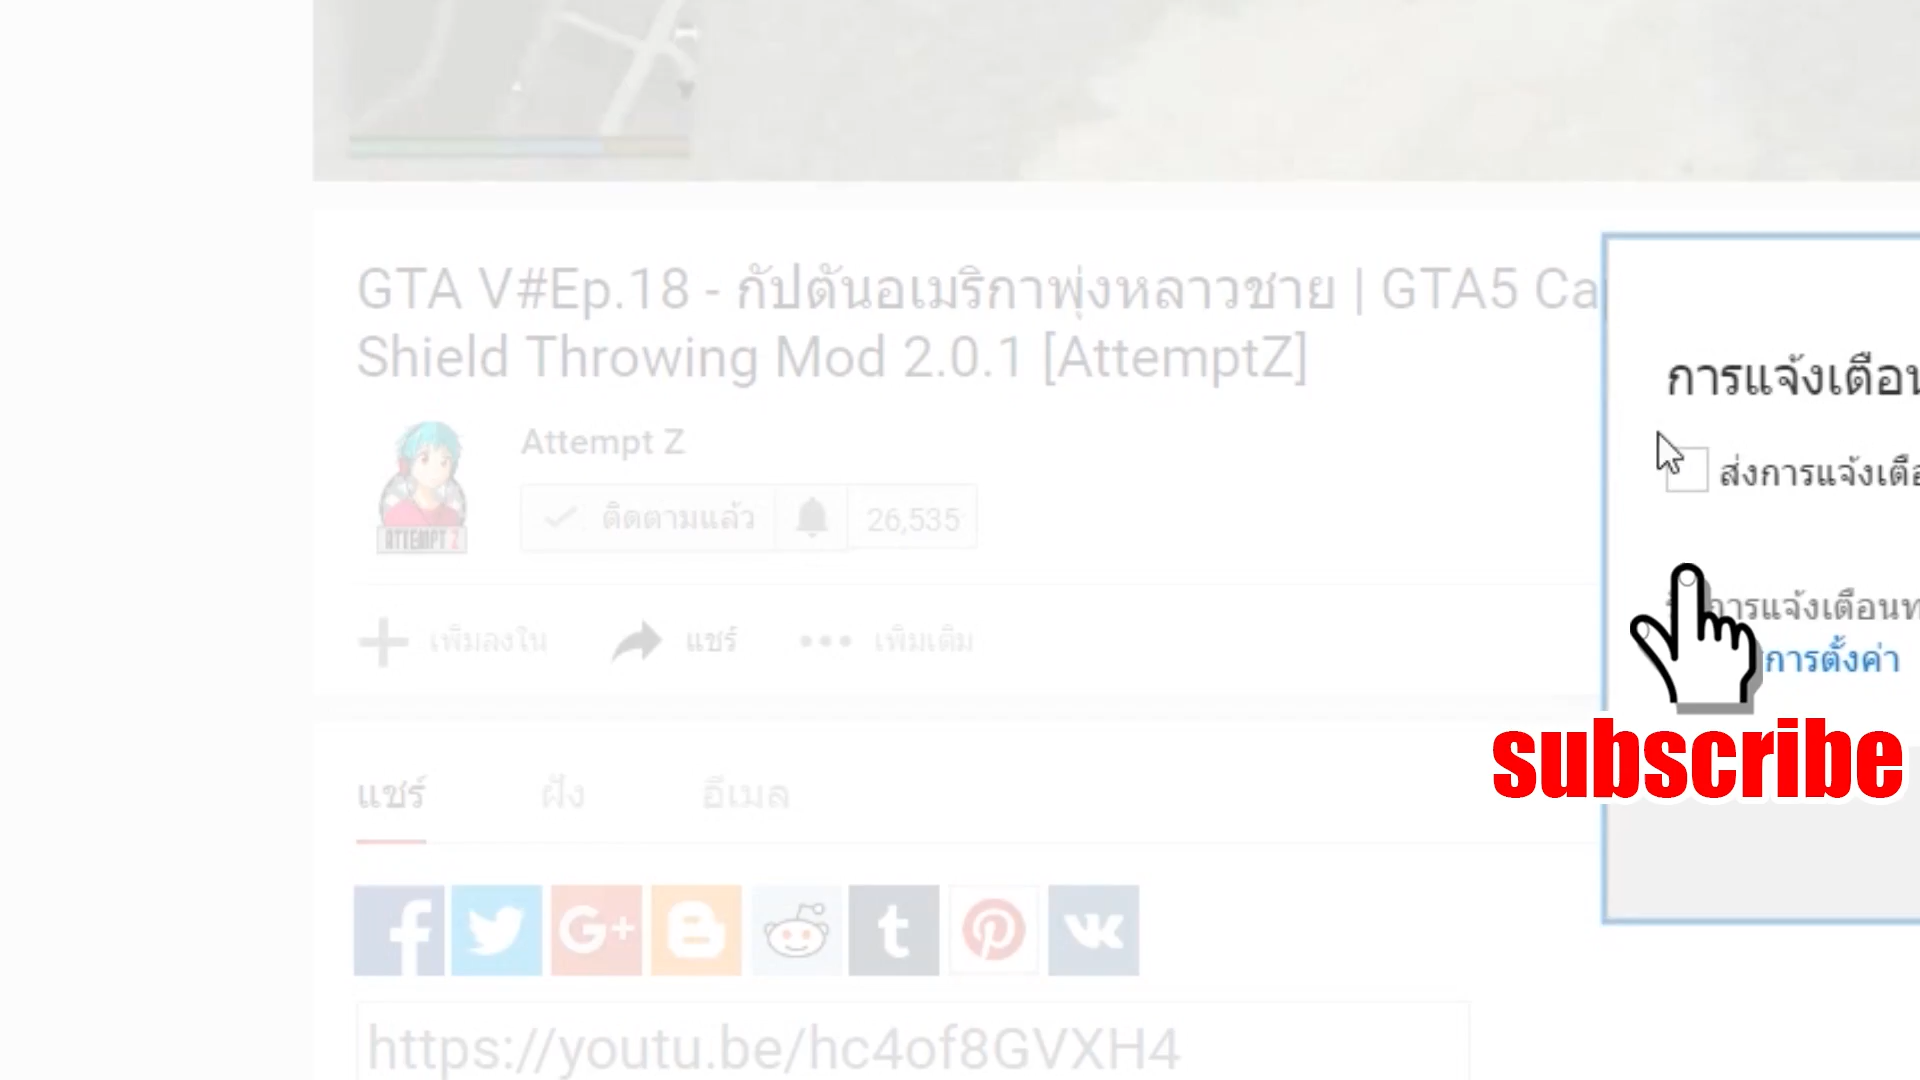 GTA V#Ep.18 - กัปตันอเมริกาพุ่งหลาวชาย | GTA5 Ca
Shield Throwing Mod 2.0.1 [AttemptZ]
Attempt Z
ATTEMPT Z
ติดตามแล้ว 26,535
เพิ่มลงใน แชร์ เพิ่มเติม
แชร์ ฝัง อีเมล
https://youtu.be/hc4of8GVXH4
การแจ้งเตือน
ส่งการแจ้งเตือ
การแจ้งเตือนท
การตั้งค่า
subscribe